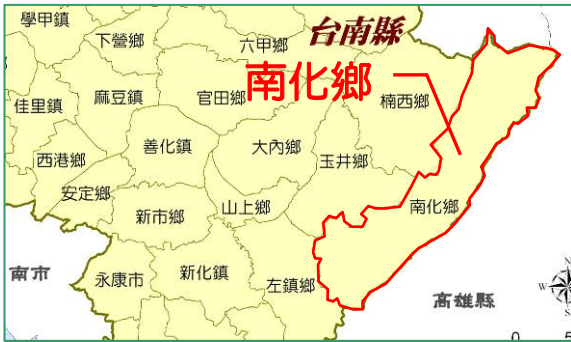 學甲鎮
下營鄉
六甲鄉
台南縣
南化鄉
佳里鎮
麻豆鎮
官田鄉
楠西鄉
西港鄉
善化鎮
大內鄉
玉井鄉
安定鄉
新市鄉
山上鄉
南化鄉
南市
永康市
新化鎮
左鎮鄉
高雄縣
N
W
S
0 5